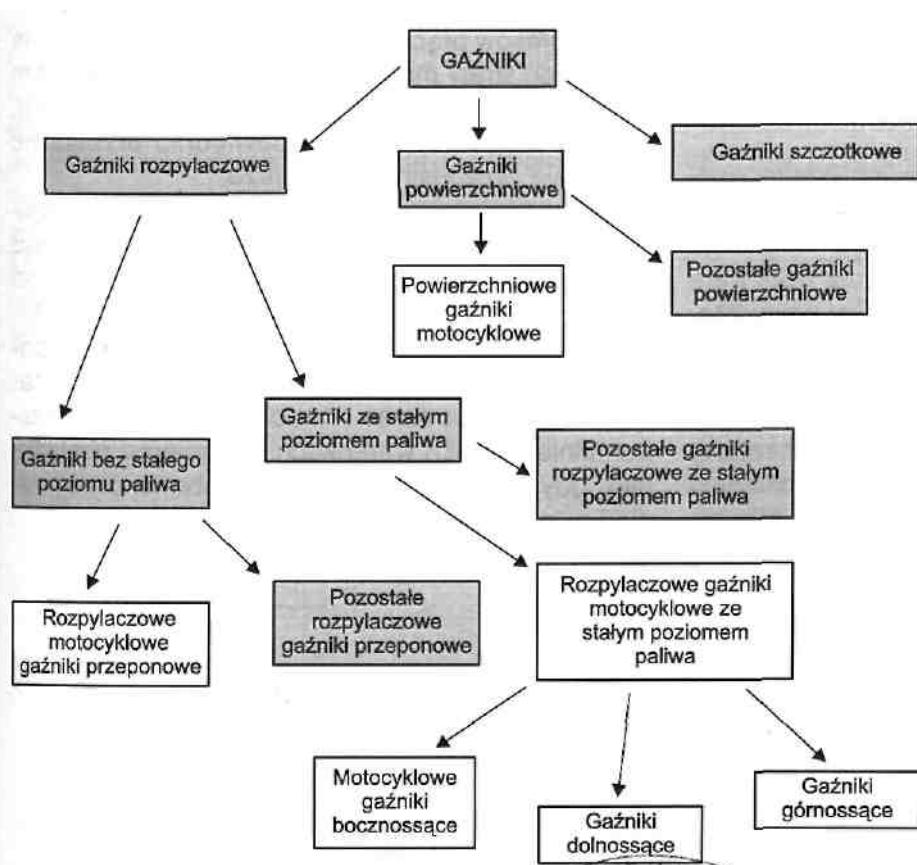 GAŹNIKI
Gaźniki rozpylaczowe
Gaźniki
powierzchniowe
Gaźniki szczotkowe
Powierzchniowe
gaźniki
motocyklowe
Pozostałe gaźniki
powierzchniowe
Gaźniki bez stałego
poziomu paliwa
Gaźniki ze stałym
poziomem paliwa
Pozostałe gaźniki
rozpylaczowe ze stałym
poziomem paliwa
Rozpylaczowe
motocyklowe
gaźniki przeponowe
Pozostałe
rozpylaczowe
gaźniki przeponowe
Rozpylaczowe gaźniki
motocyklowe ze
stałym poziomem
paliwa
Motocyklowe
gaźniki
bocznossące
Gaźniki
dolnossące
Gaźniki
górnossące